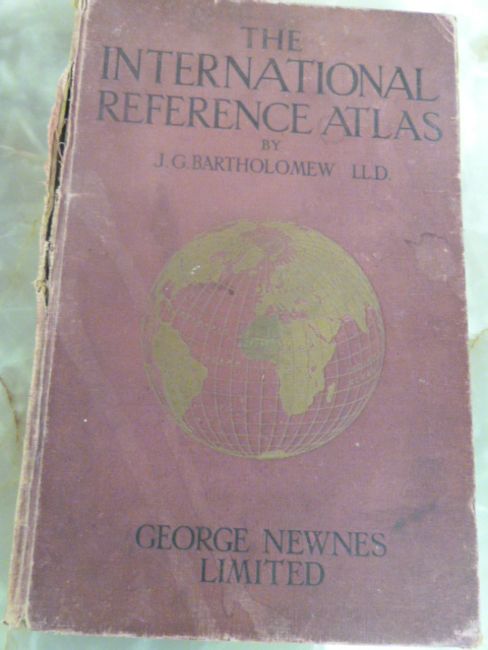 THE
INTERNATIONAL
REFERENCE ATLAS
BY
J. G. BARTHOLOMEW LL.D.
GEORGE NEWNES
LIMITED